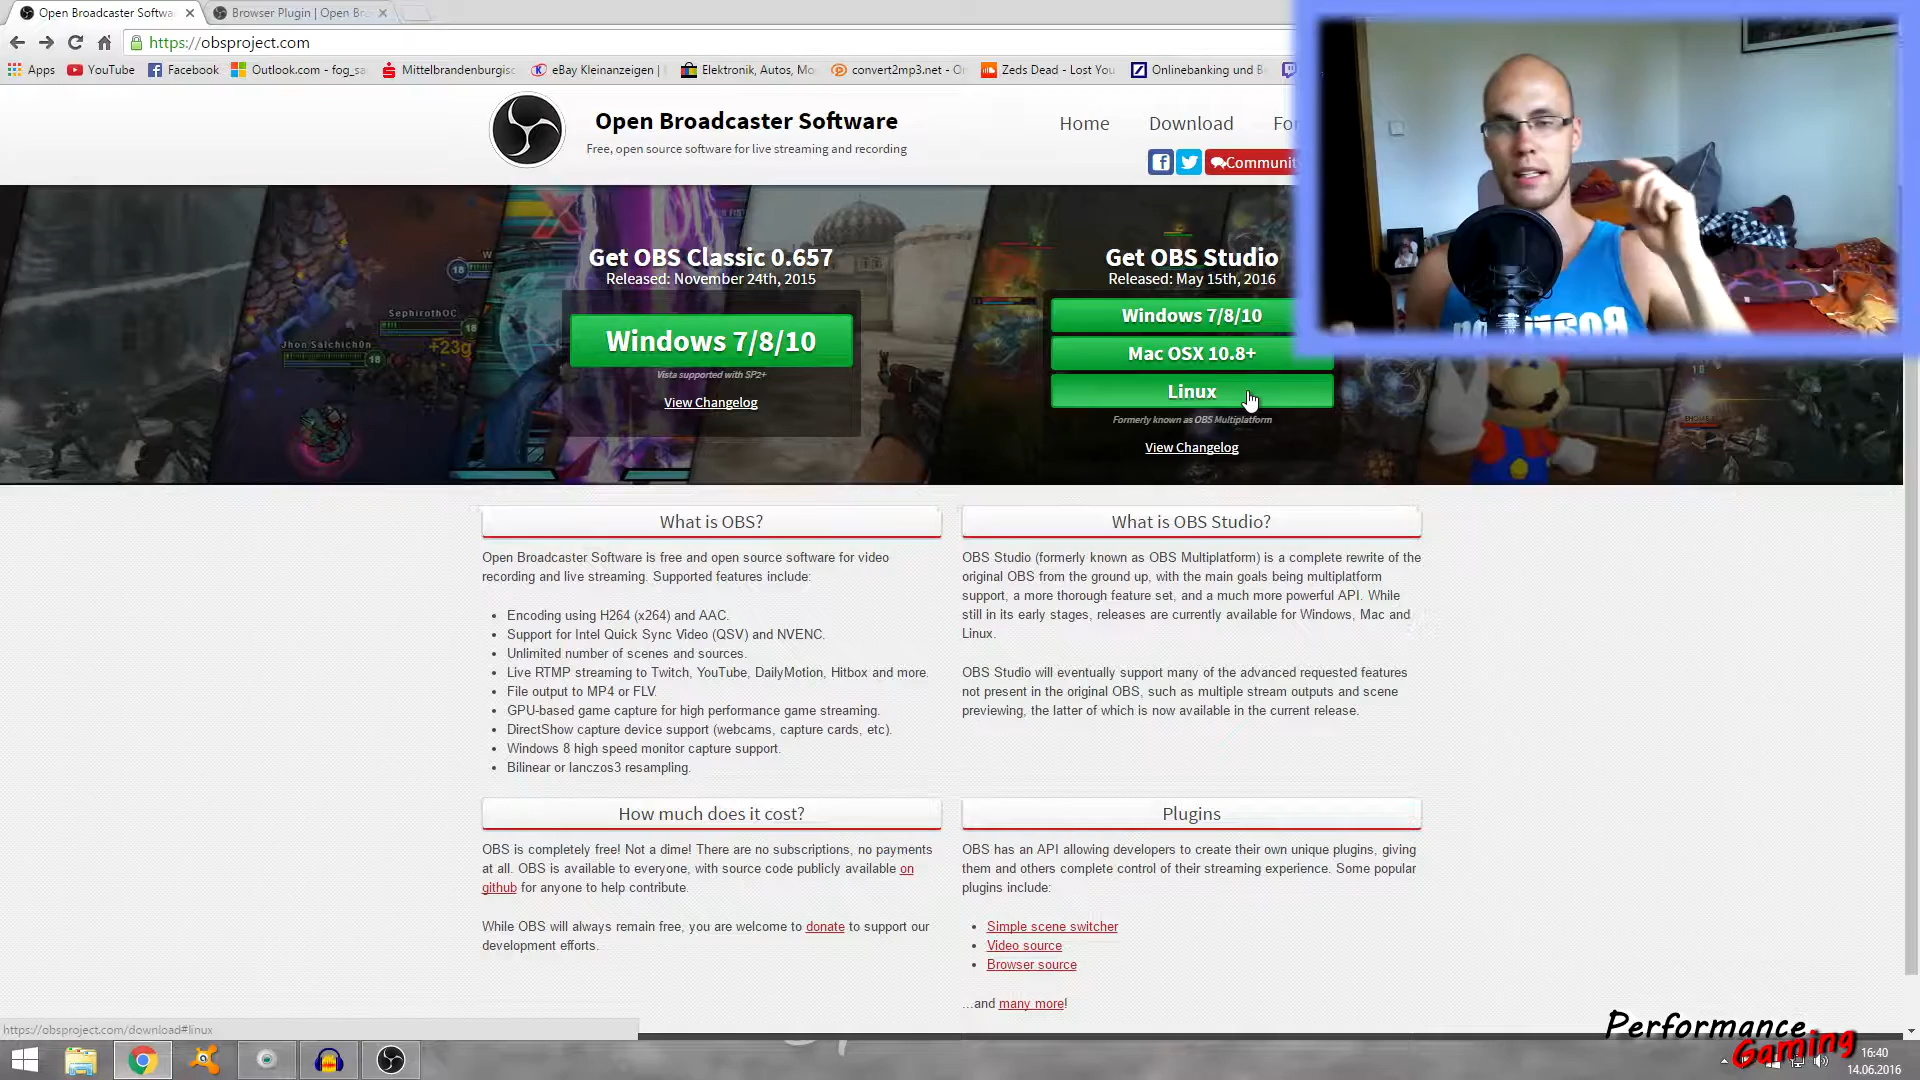 Open Broadcaster Softwa
Browser Plugin | Open Br
https://obsproject.com
Apps
YouTube
Facebook
Outlook.com - fog_sa
Mittelbrandenburgisc
eBay Kleinanzeigen |
Elektronik, Autos, Mo
convert2mp3.net - On
Zeds Dead - Lost You
Onlinebanking und B
Open Broadcaster Software
Free, open source software for live streaming and recording
Home
Download
For
Communit
Get OBS Classic 0.657
Released: November 24th, 2015
Windows 7/8/10
Vista supported with SP2+
View Changelog
Get OBS Studio
Released: May 15th, 2016
Windows 7/8/10
Mac OSX 10.8+
Linux
Formerly known as OBS Multiplatform
View Changelog
SephirothOC
18
18
+23g
Jhon Salchich0n
18
What is OBS?
Open Broadcaster Software is free and open source software for video
recording and live streaming. Supported features include:
Encoding using H264 (x264) and AAC.
Support for Intel Quick Sync Video (QSV) and NVENC.
Unlimited number of scenes and sources.
Live RTMP streaming to Twitch, YouTube, DailyMotion, Hitbox and more.
File output to MP4 or FLV.
GPU-based game capture for high performance game streaming.
DirectShow capture device support (webcams, capture cards, etc).
Windows 8 high speed monitor capture support.
Bilinear or lanczos3 resampling.
What is OBS Studio?
OBS Studio (formerly known as OBS Multiplatform) is a complete rewrite of the
original OBS from the ground up, with the main goals being multiplatform
support, a more thorough feature set, and a much more powerful API. While
still in its early stages, releases are currently available for Windows, Mac and
Linux.
OBS Studio will eventually support many of the advanced requested features
not present in the original OBS, such as multiple stream outputs and scene
previewing, the latter of which is now available in the current release.
How much does it cost?
OBS is completely free! Not a dime! There are no subscriptions, no payments
at all. OBS is available to everyone, with source code publicly available on
github for anyone to help contribute.
While OBS will always remain free, you are welcome to donate to support our
development efforts.
Plugins
OBS has an API allowing developers to create their own unique plugins, giving
them and others complete control of their streaming experience. Some popular
plugins include:
Simple scene switcher
Video source
Browser source
...and many more!
https://obsproject.com/download#linux
Performance
Gaming
16:40
14.06.2016